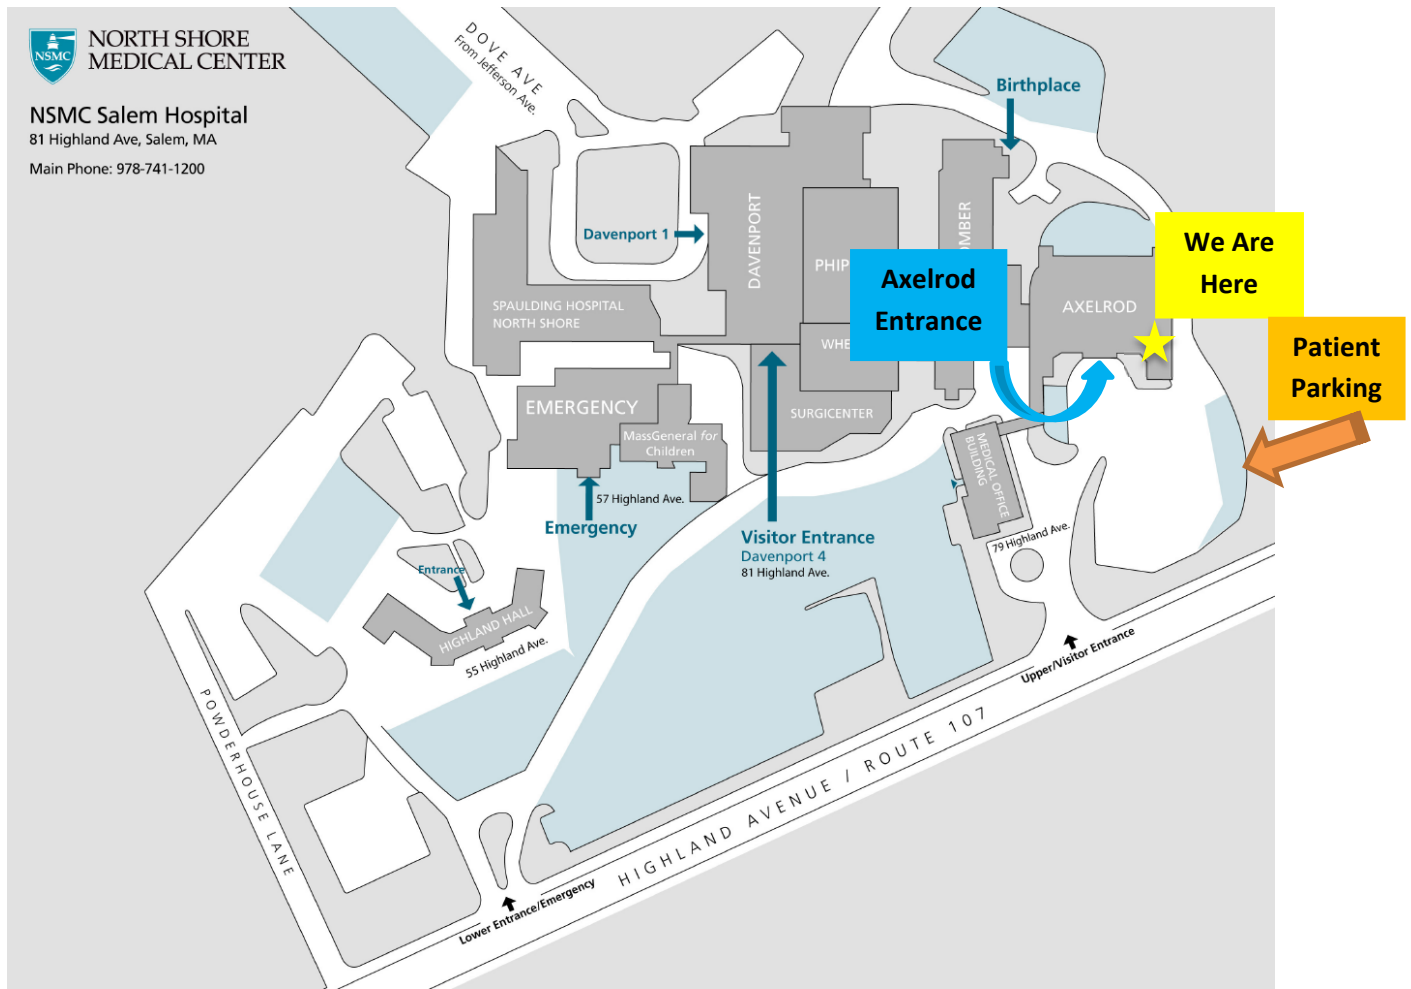 NSMC
NORTH SHORE
MEDICAL CENTER
NSMC Salem Hospital
81 Highland Ave, Salem, MA
Main Phone: 978-741-1200
DOVE AVE
From Jefferson Ave.
Birthplace
Davenport 1
DAVENPORT
PHIP
OMBER
Axelrod
Entrance
We Are
Here
AXELROD
Patient
Parking
SPAULDING HOSPITAL
NORTH SHORE
WHE
EMERGENCY
MassGeneral for
Children
SURGICENTER
MEDICAL OFFICE
BUILDING
57 Highland Ave.
Emergency
Visitor Entrance
Davenport 4
81 Highland Ave.
79 Highland Ave.
Entrance
HIGHLAND HALL
55 Highland Ave.
Upper/Visitor Entrance
POWDERHOUSE LANE
HIGHLAND AVENUE / ROUTE 107
Lower Entrance/Emergency